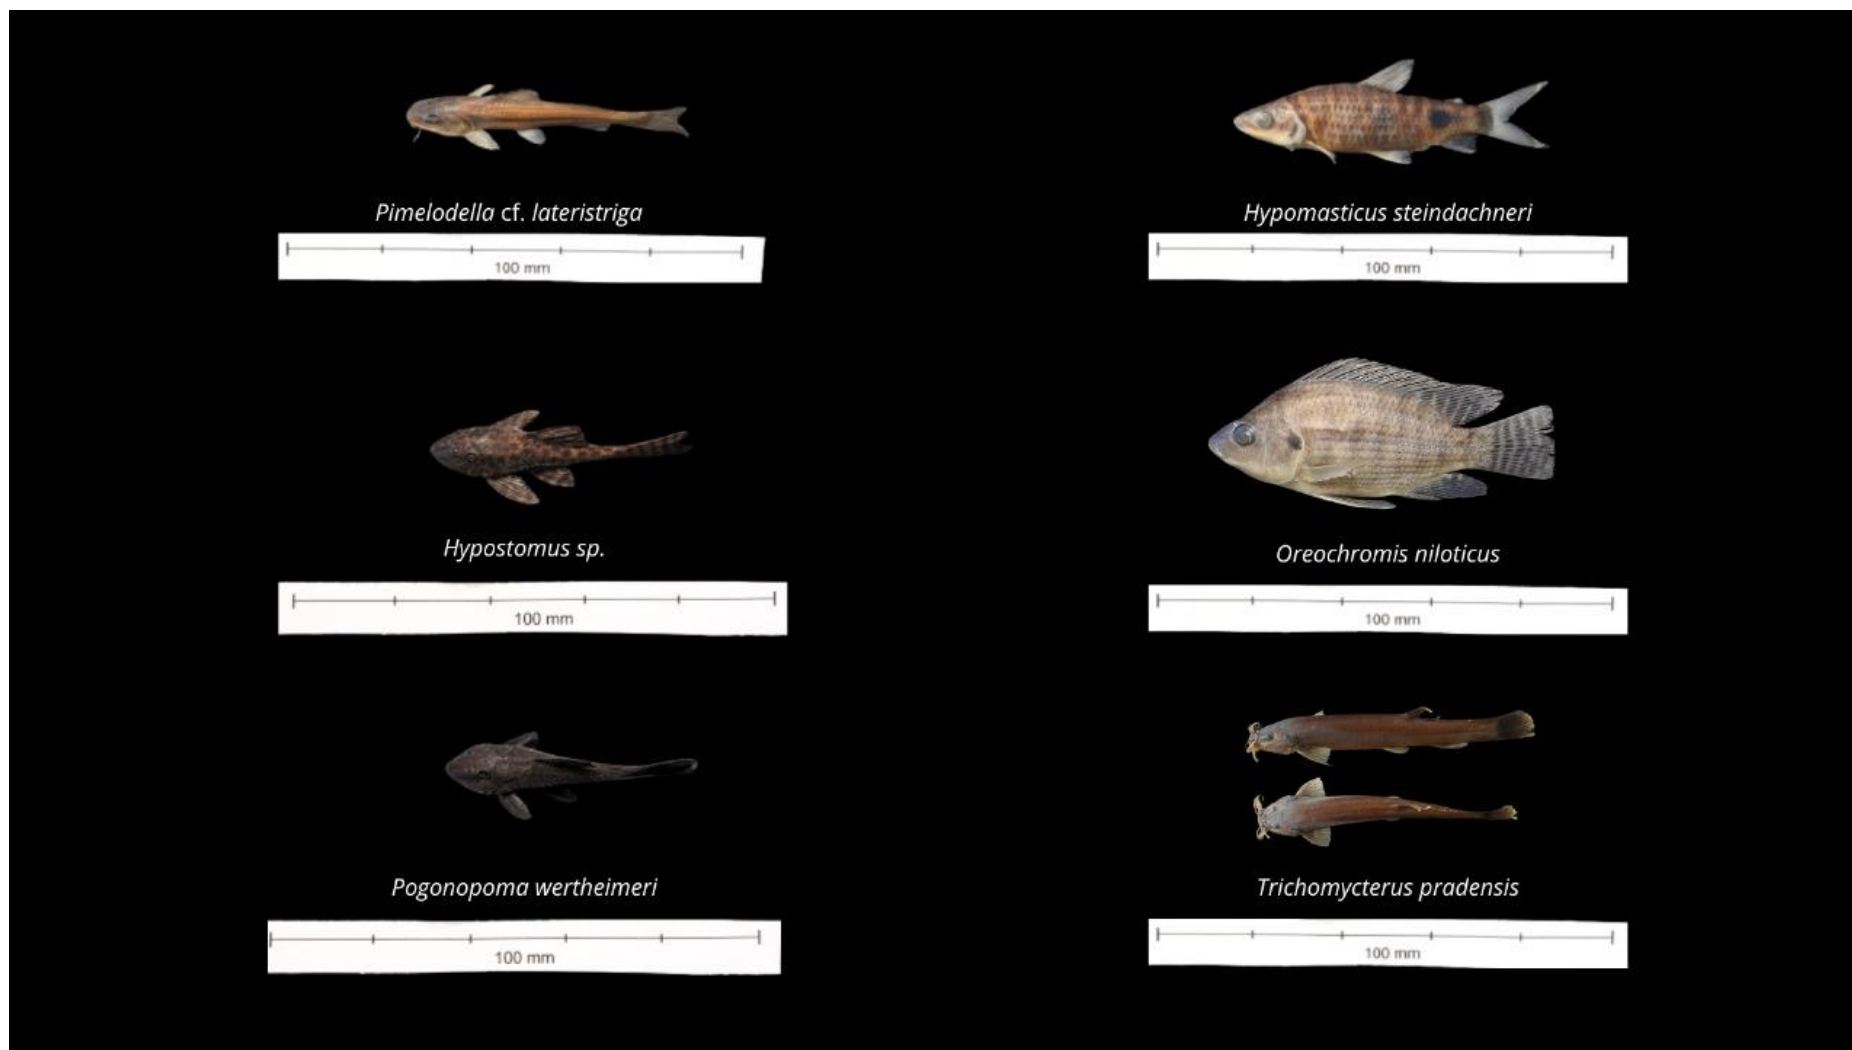 Pimelodella cf. lateristriga
100 mm
Hypomasticus steindachneri
100 mm
Hypostomus sp.
100 mm
Oreochromis niloticus
100 mm
Pogonopoma wertheimeri
100 mm
Trichomycterus pradensis
100 mm